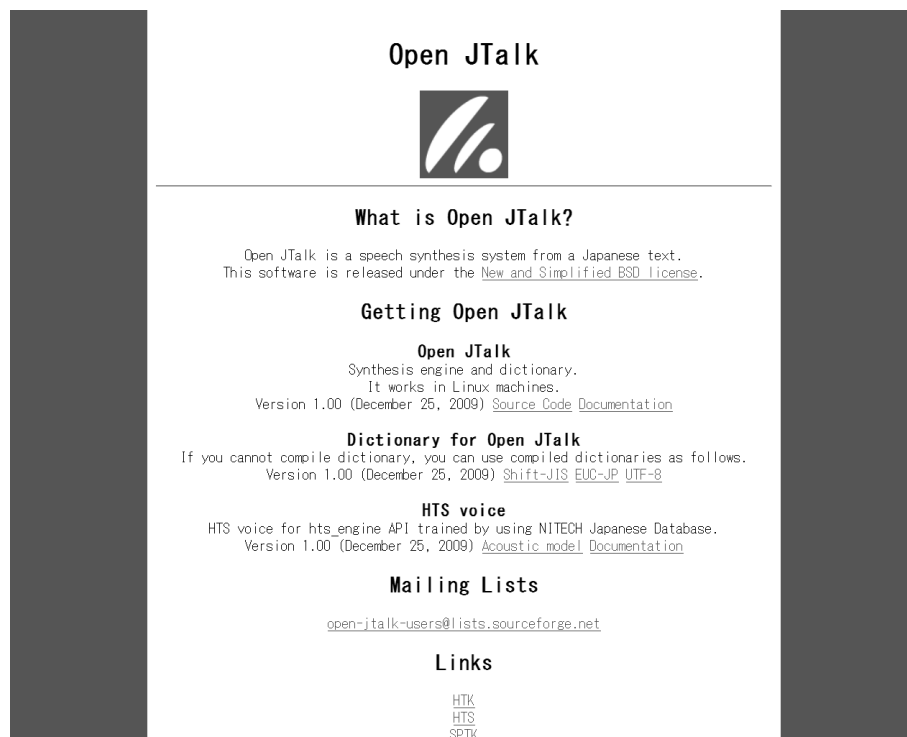 Open JTalk
What is Open JTalk?
Open JTalk is a speech synthesis system from a Japanese text.
This software is released under the New and Simplified BSD license.
Getting Open JTalk
Open JTalk
Synthesis engine and dictionary.
It works in Linux machines.
Version 1.00 (December 25, 2009) Source Code Documentation
Dictionary for Open JTalk
If you cannot compile dictionary, you can use compiled dictionaries as follows.
Version 1.00 (December 25, 2009) Shift-JIS EUC-JP UTF-8
HTS voice
HTS voice for hts_engine API trained by using NITECH Japanese Database.
Version 1.00 (December 25, 2009) Acoustic model Documentation
Mailing Lists
open-jtalk-users@lists.sourceforge.net
Links
HTK
HTS
SPTK